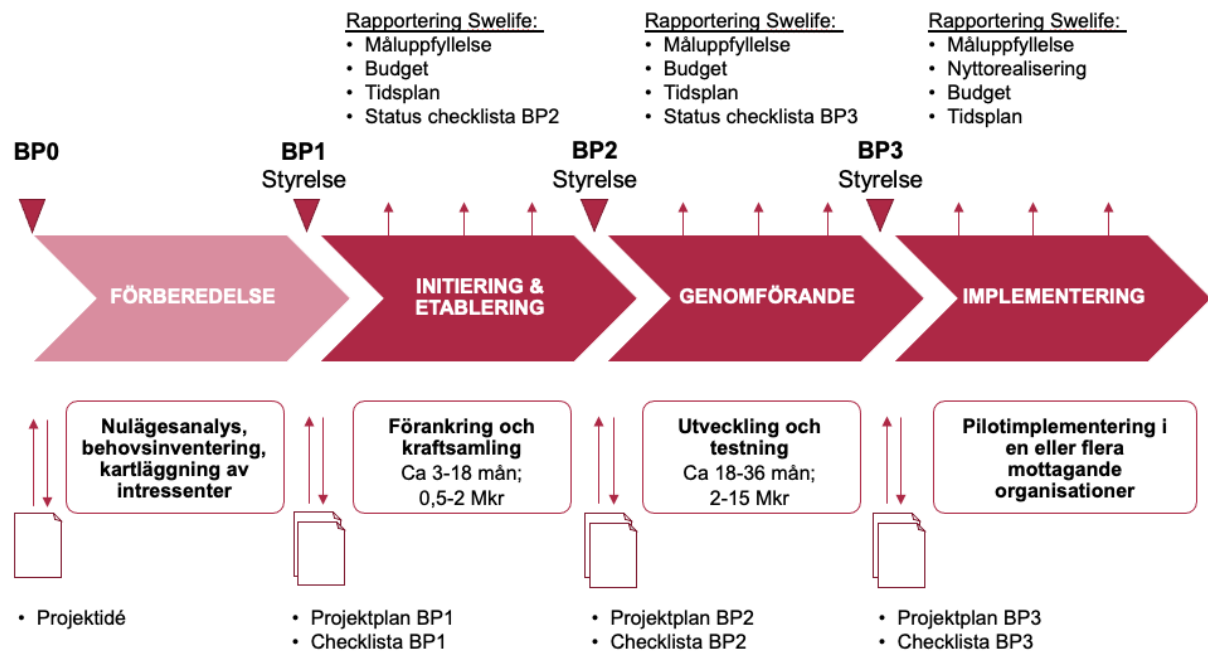 Rapportering Swelife:
• Måluppfyllelse
• Budget
• Tidsplan
• Status checklista BP2
Rapportering Swelife:
• Måluppfyllelse
• Budget
• Tidsplan
• Status checklista BP3
Rapportering Swelife:
• Måluppfyllelse
• Nyttorealisering
• Budget
• Tidsplan
BP0
BP1
Styrelse
BP2
Styrelse
BP3
Styrelse
FÖRBEREDELSE
INITIERING &
ETABLERING
GENOMFÖRANDE
IMPLEMENTERING
Nulägesanalys,
behovsinventering,
kartläggning av
intressenter
Förankring och
kraftsamling
Ca 3-18 mån;
0,5-2 Mkr
Utveckling och
testning
Ca 18-36 mån;
2-15 Mkr
Pilotimplementering i
en eller flera
mottagande
organisationer
• Projektidé
• Projektplan BP1
• Checklista BP1
• Projektplan BP2
• Checklista BP2
• Projektplan BP3
• Checklista BP3